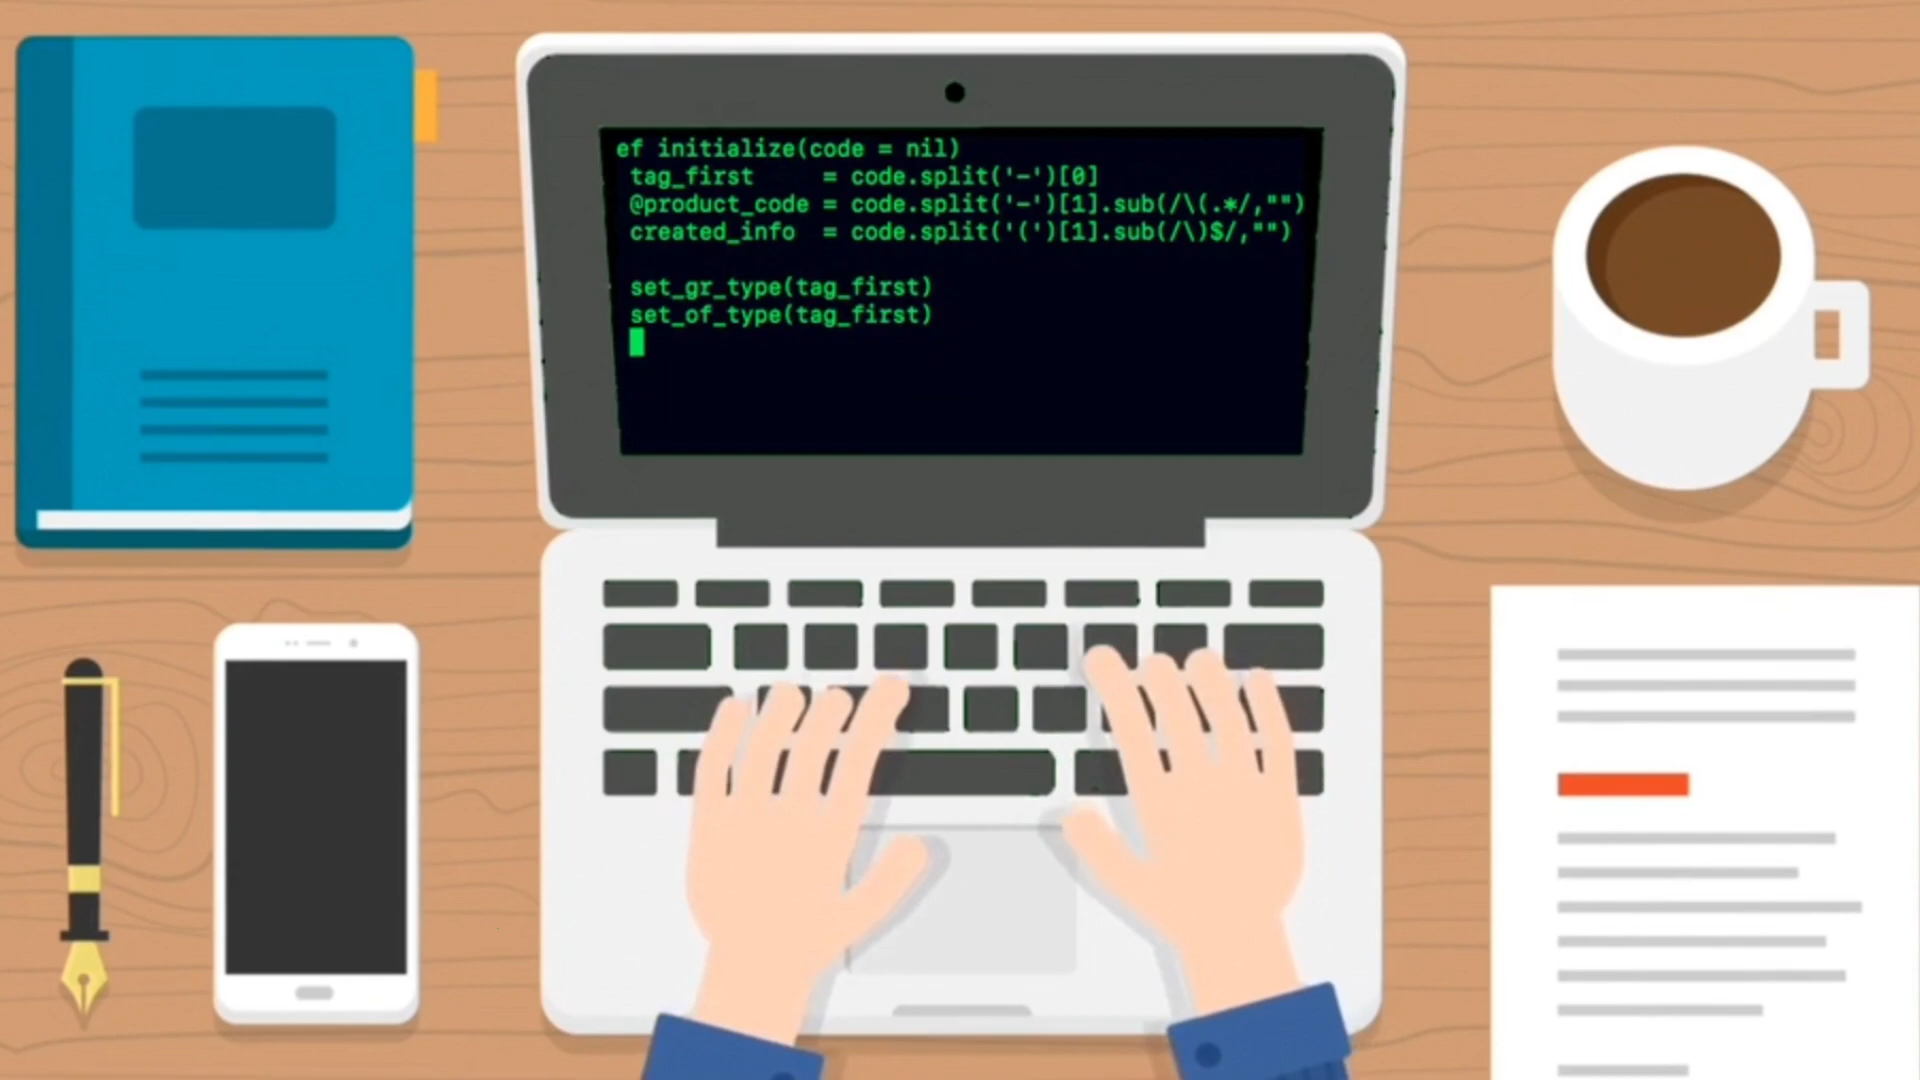 ef initialize(code = nil)
tag_first     = code.split('-')[0]
@product_code = code.split('-')[1].sub(/\(.*/,"")
created_info  = code.split('(')[1].sub(/\)$/,"")
set_gr_type(tag_first)
set_of_type(tag_first)